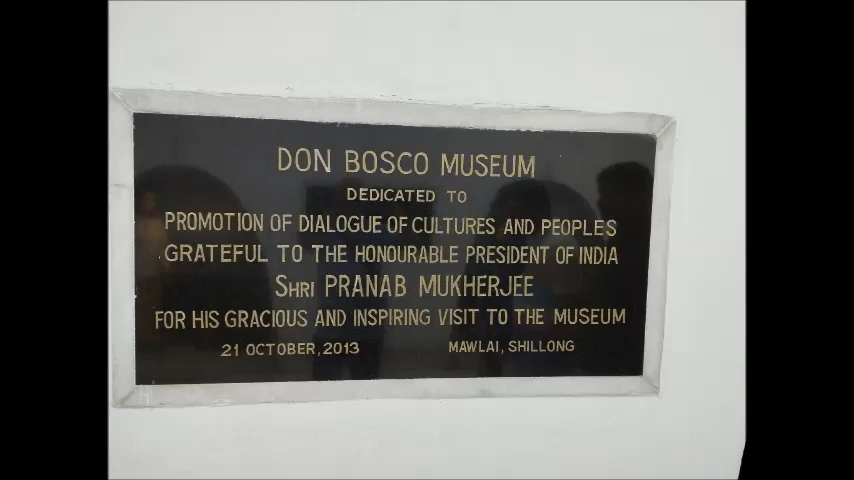 DON BOSCO MUSEUM
DEDICATED TO
PROMOTION OF DIALOGUE OF CULTURES AND PEOPLES
GRATEFUL TO THE HONOURABLE PRESIDENT OF INDIA
SHRI PRANAB MUKHERJEE
FOR HIS GRACIOUS AND INSPIRING VISIT TO THE MUSEUM
21 OCTOBER, 2013 MAWLAI, SHILLONG